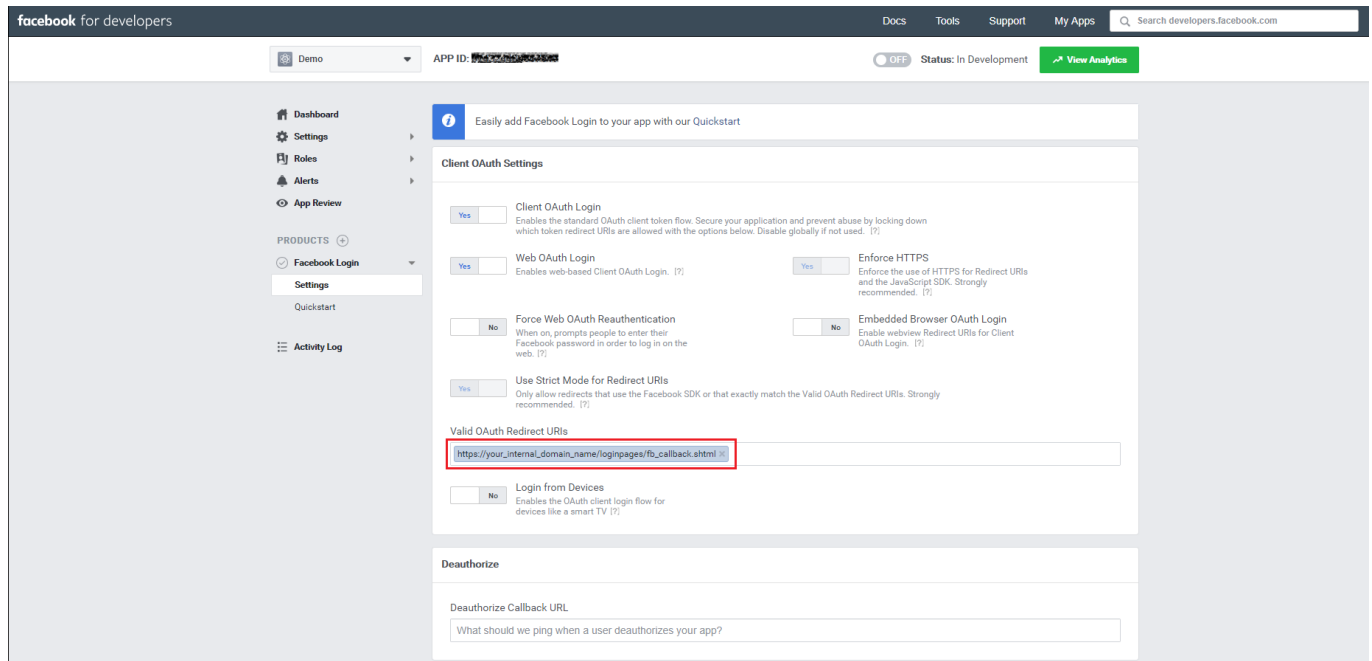 facebook for developers
Docs Tools Support My Apps Search developers.facebook.com
Demo APP ID: OFF Status: In Development View Analytics
Dashboard
Settings
Roles
Alerts
App Review
PRODUCTS
Facebook Login
Settings
Quickstart
Activity Log
Easily add Facebook Login to your app with our Quickstart
Client OAuth Settings
Yes
Client OAuth Login
Enables the standard OAuth client token flow. Secure your application and prevent abuse by locking down
which token redirect URIs are allowed with the options below. Disable globally if not used. [?]
Yes
Web OAuth Login
Enables web-based Client OAuth Login. [?]
Yes
Enforce HTTPS
Enforce the use of HTTPS for Redirect URIs
and the JavaScript SDK. Strongly
recommended. [?]
No
Force Web OAuth Reauthentication
When on, prompts people to enter their
Facebook password in order to log in on the
web. [?]
No
Embedded Browser OAuth Login
Enable webview Redirect URIs for Client
OAuth Login. [?]
Yes
Use Strict Mode for Redirect URIs
Only allow redirects that use the Facebook SDK or that exactly match the Valid OAuth Redirect URIs. Strongly
recommended. [?]
Valid OAuth Redirect URIs
https://your_internal_domain_name/loginpages/fb_callback.shtml ×
No
Login from Devices
Enables the OAuth client login flow for
devices like a smart TV [?]
Deauthorize
Deauthorize Callback URL
What should we ping when a user deauthorizes your app?